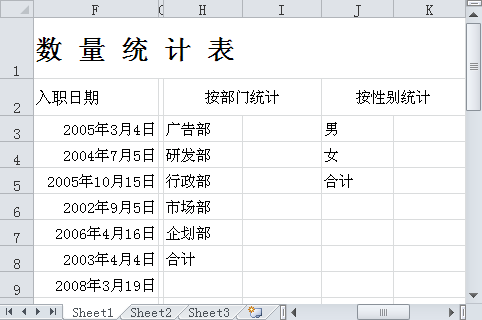 F G H I J K
1 数 量 统 计 表
2 入职日期 按部门统计 按性别统计
3 2005年3月4日 广告部 男
4 2004年7月5日 研发部 女
5 2005年10月15日 行政部 合计
6 2002年9月5日 市场部
7 2006年4月16日 企划部
8 2003年4月4日 合计
9 2008年3月19日
Sheet1 Sheet2 Sheet3